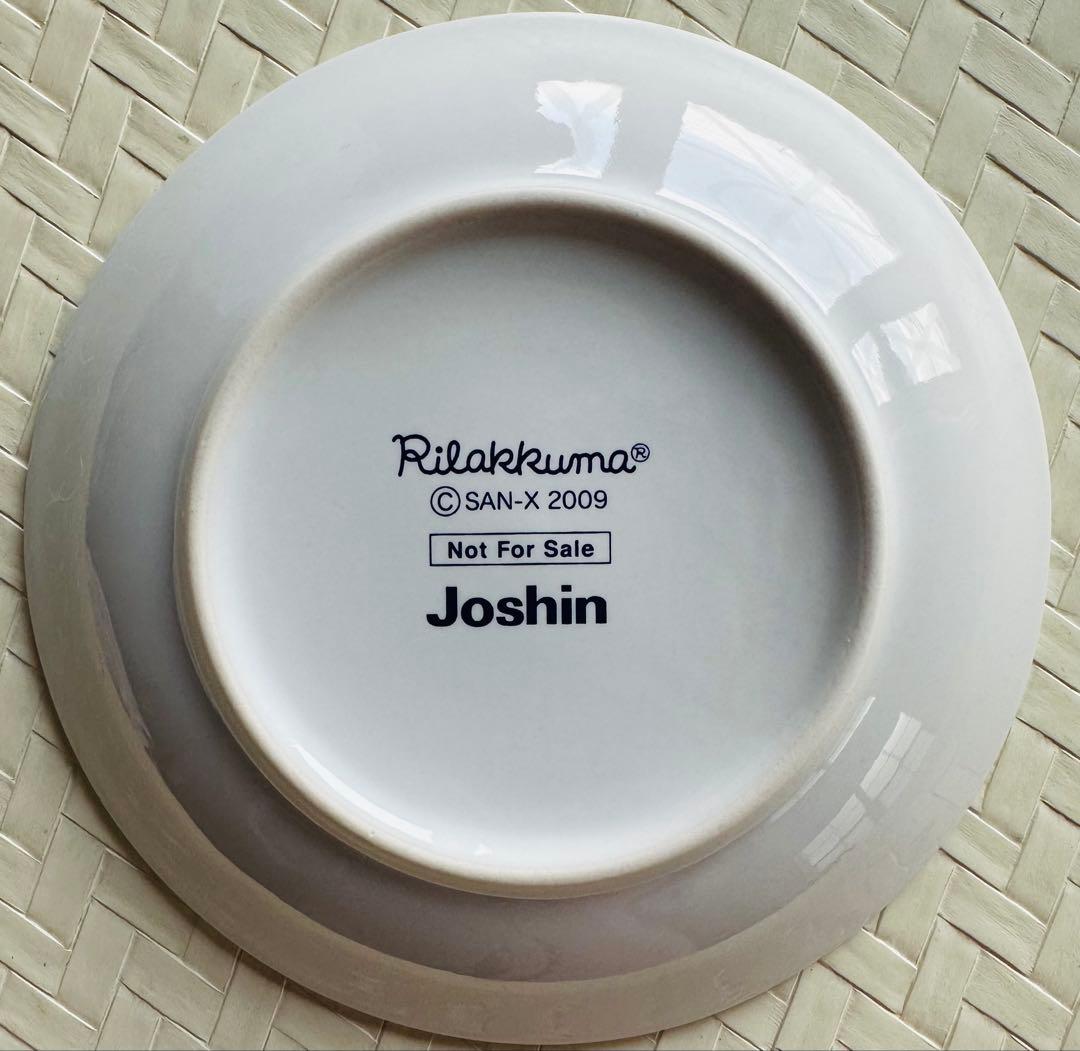 Rilakkuma®
© SAN-X 2009
Not For Sale
Joshin